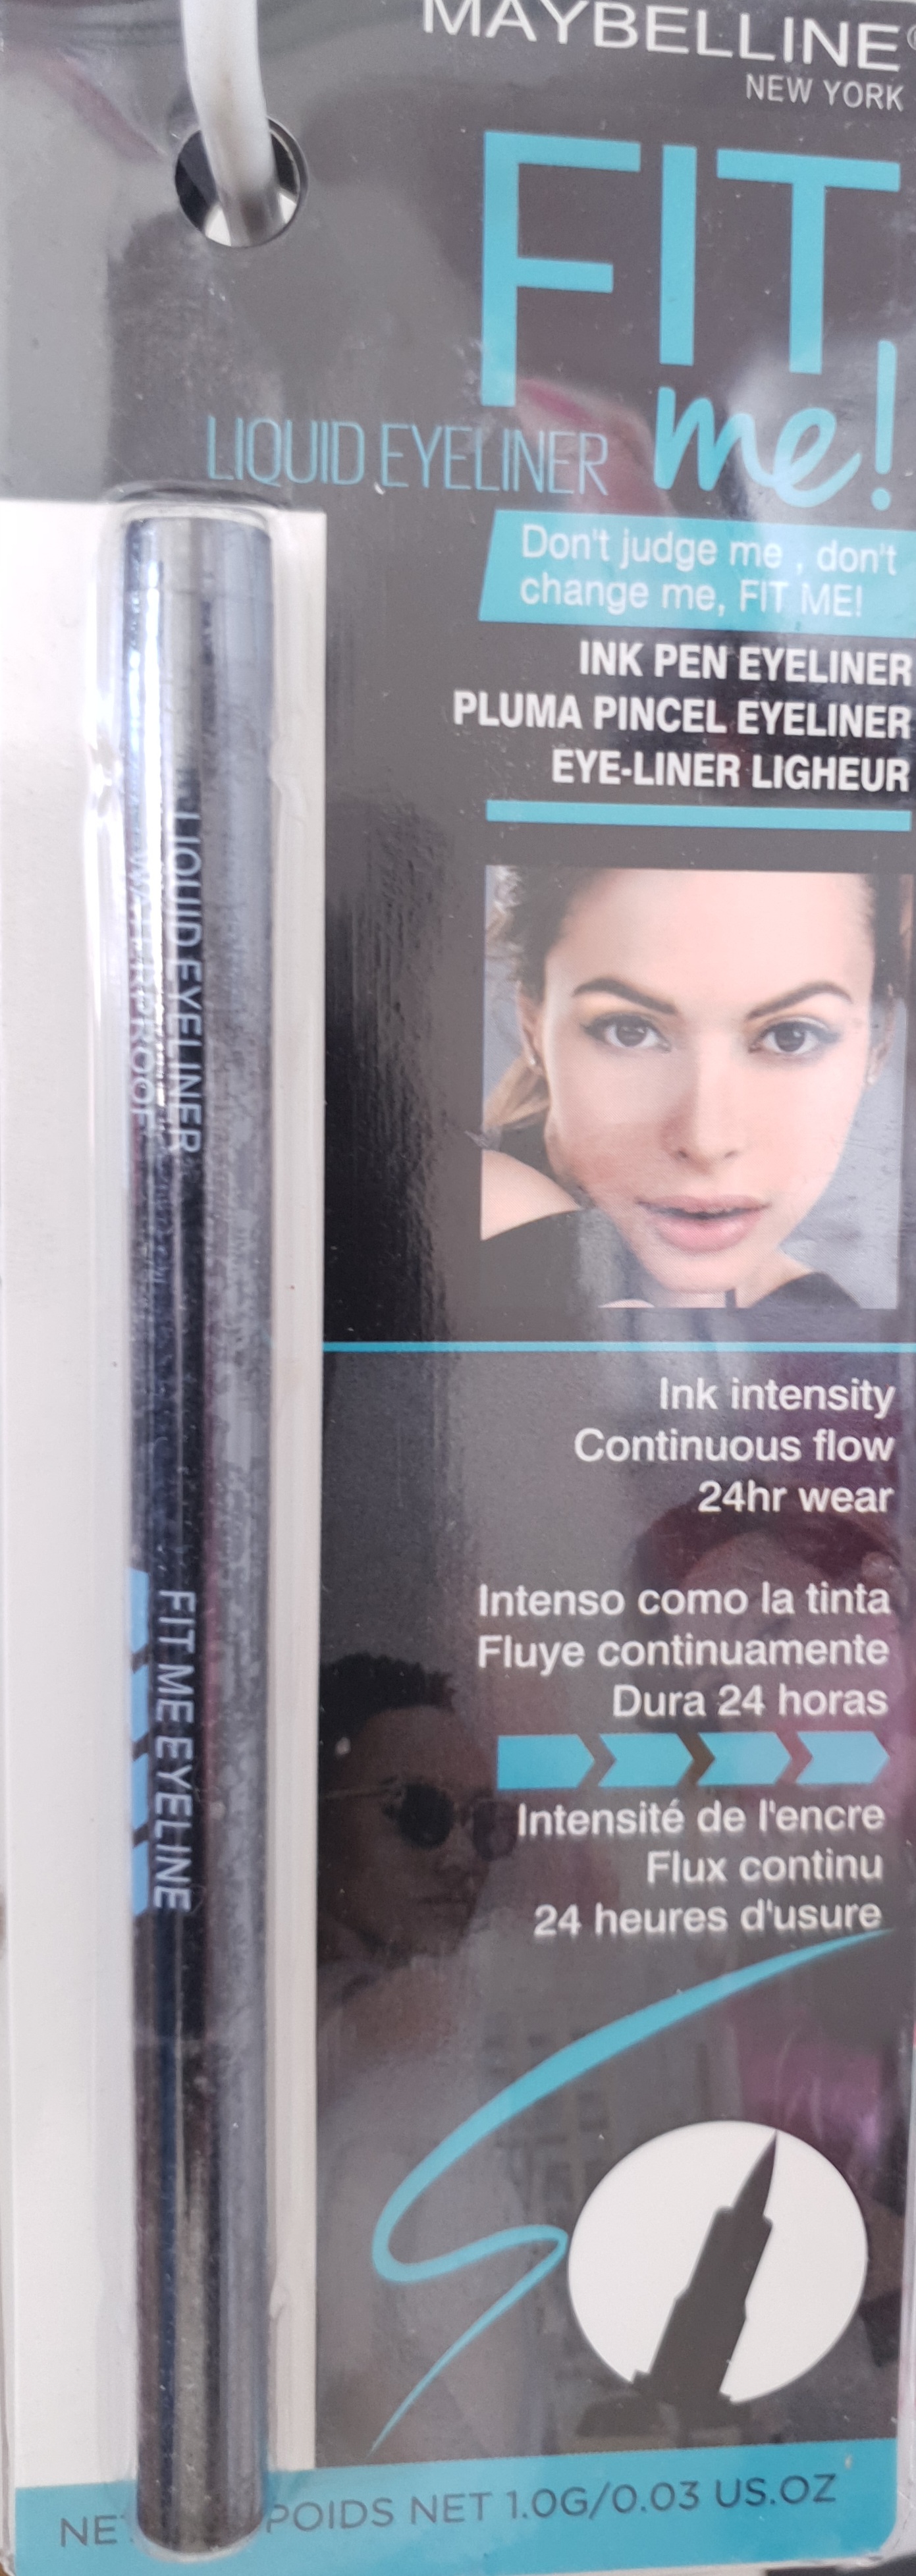 MAYBELLINE®
NEW YORK
FIT
me!
LIQUID EYELINER
Don't judge me , don't
change me, FIT ME!
INK PEN EYELINER
PLUMA PINCEL EYELINER
EYE-LINER LIGHEUR
LIQUID EYELINER
WATERPROOF
FIT ME EYELINE
Ink intensity
Continuous flow
24hr wear
Intenso como la tinta
Fluye continuamente
Dura 24 horas
Intensité de l'encre
Flux continu
24 heures d'usure
POIDS NET 1.0G/0.03 US.OZ